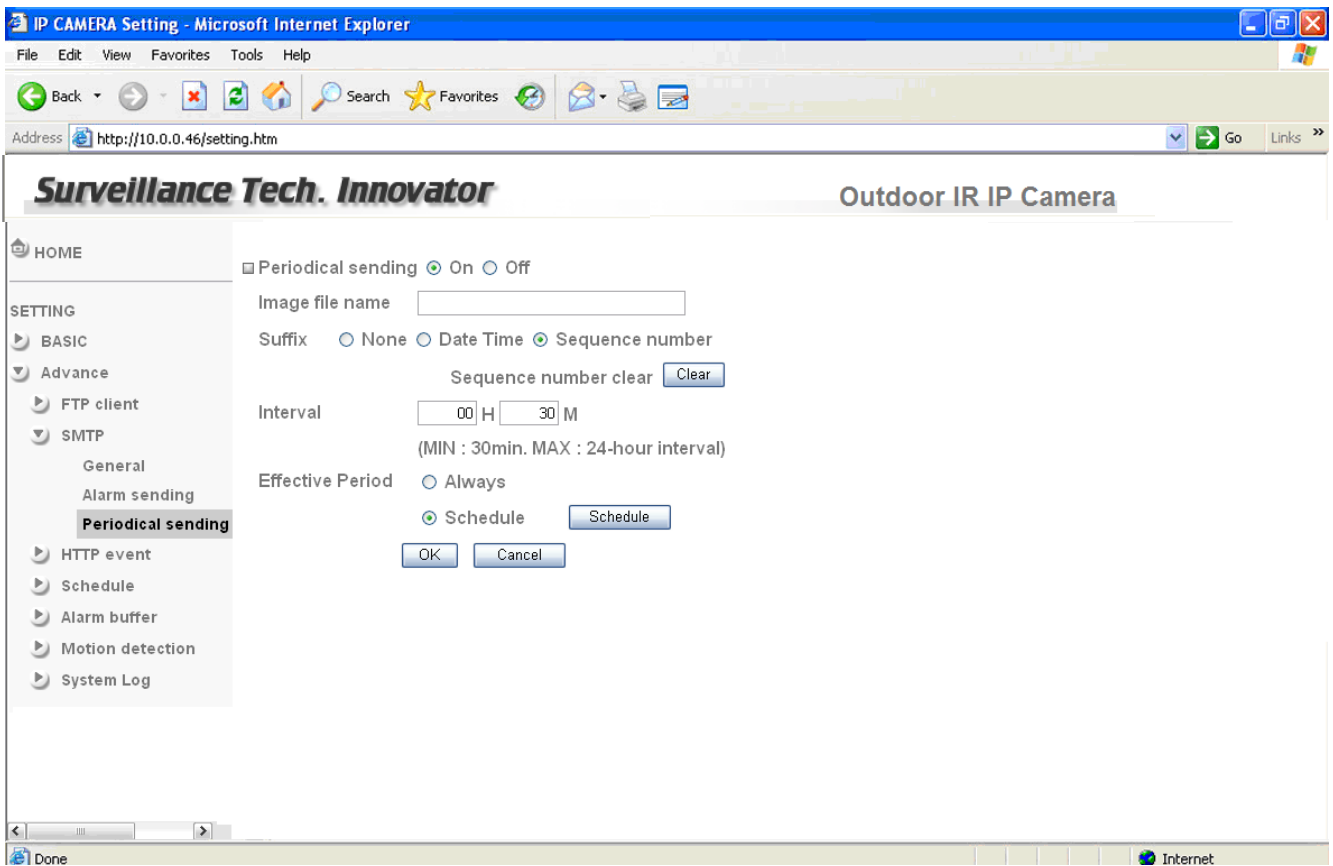 IP CAMERA Setting - Microsoft Internet Explorer
File Edit View Favorites Tools Help
Back Search Favorites
Address http://10.0.0.46/setting.htm Go Links »
Surveillance Tech. Innovator
Outdoor IR IP Camera
HOME
SETTING
BASIC
Advance
FTP client
SMTP
General
Alarm sending
Periodical sending
HTTP event
Schedule
Alarm buffer
Motion detection
System Log
Periodical sending On Off
Image file name
Suffix None Date Time Sequence number
Sequence number clear Clear
Interval 00 H 30 M
(MIN : 30min. MAX : 24-hour interval)
Effective Period Always
Schedule Schedule
OK Cancel
Done Internet